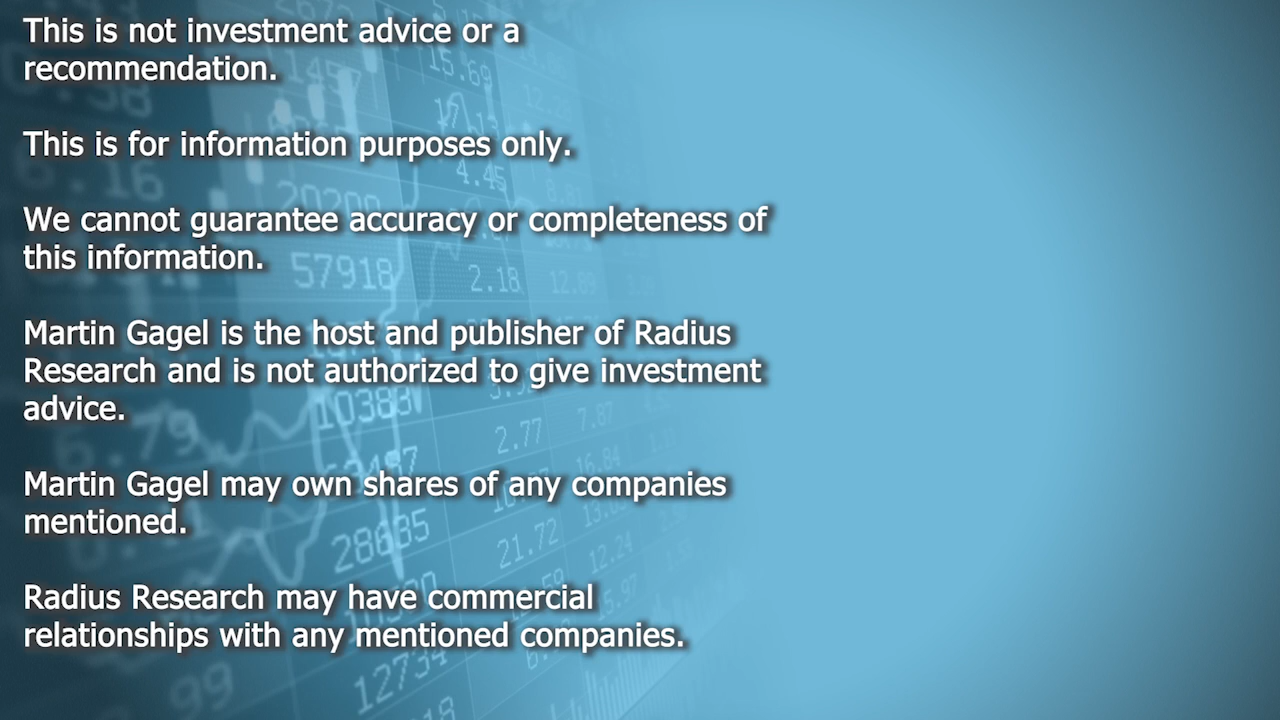 This is not investment advice or a
recommendation.
This is for information purposes only.
We cannot guarantee accuracy or completeness of
this information.
Martin Gagel is the host and publisher of Radius
Research and is not authorized to give investment
advice.
Martin Gagel may own shares of any companies
mentioned.
Radius Research may have commercial
relationships with any mentioned companies.